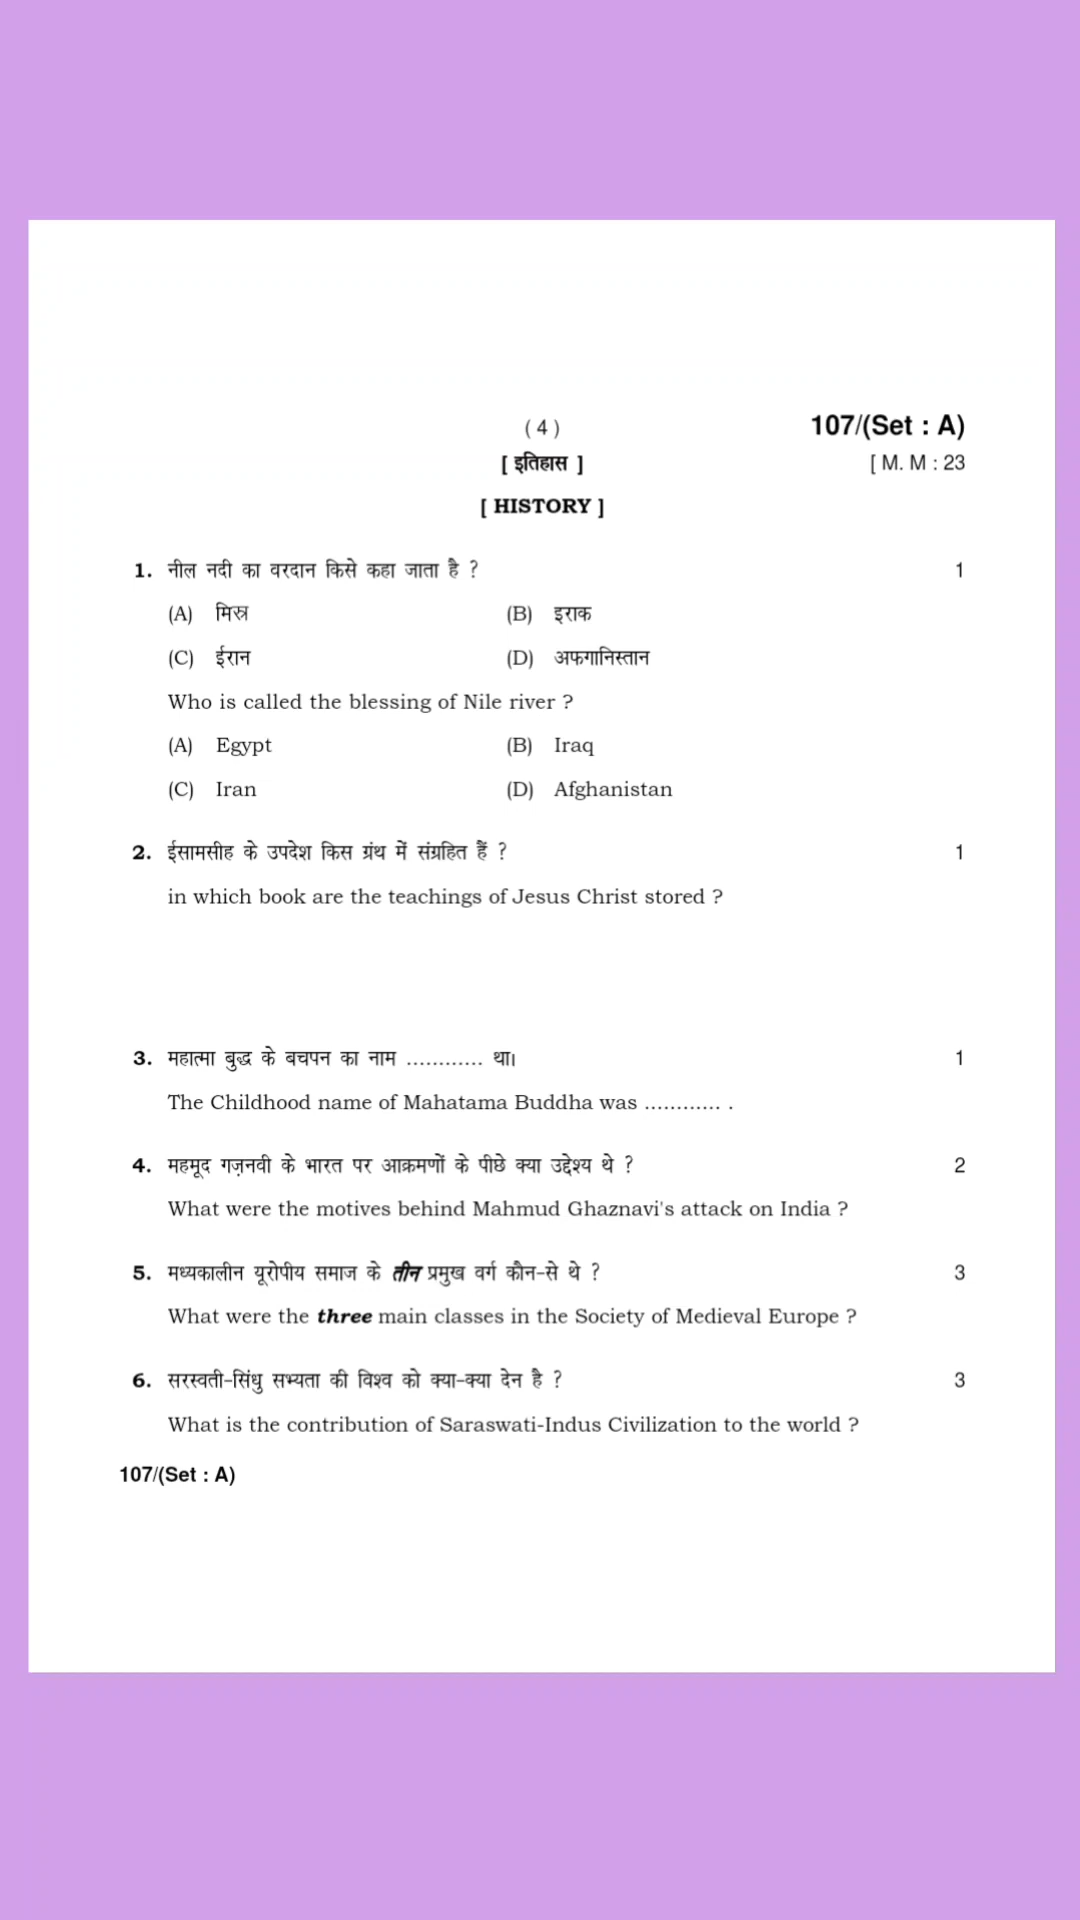 ( 4 ) 107/(Set : A)
[ इतिहास ] [ M. M : 23
[ HISTORY ]
1. नील नदी का वरदान किसे कहा जाता है ? 1
(A) मिस्र (B) इराक
(C) ईरान (D) अफगानिस्तान
Who is called the blessing of Nile river ?
(A) Egypt (B) Iraq
(C) Iran (D) Afghanistan
2. ईसामसीह के उपदेश किस ग्रंथ में संग्रहित हैं ? 1
in which book are the teachings of Jesus Christ stored ?
3. महात्मा बुद्ध के बचपन का नाम ............ था। 1
The Childhood name of Mahatama Buddha was ............ .
4. महमूद गज़नवी के भारत पर आक्रमणों के पीछे क्या उद्देश्य थे ? 2
What were the motives behind Mahmud Ghaznavi's attack on India ?
5. मध्यकालीन यूरोपीय समाज के तीन प्रमुख वर्ग कौन-से थे ? 3
What were the three main classes in the Society of Medieval Europe ?
6. सरस्वती-सिंधु सभ्यता की विश्व को क्या-क्या देन है ? 3
What is the contribution of Saraswati-Indus Civilization to the world ?
107/(Set : A)